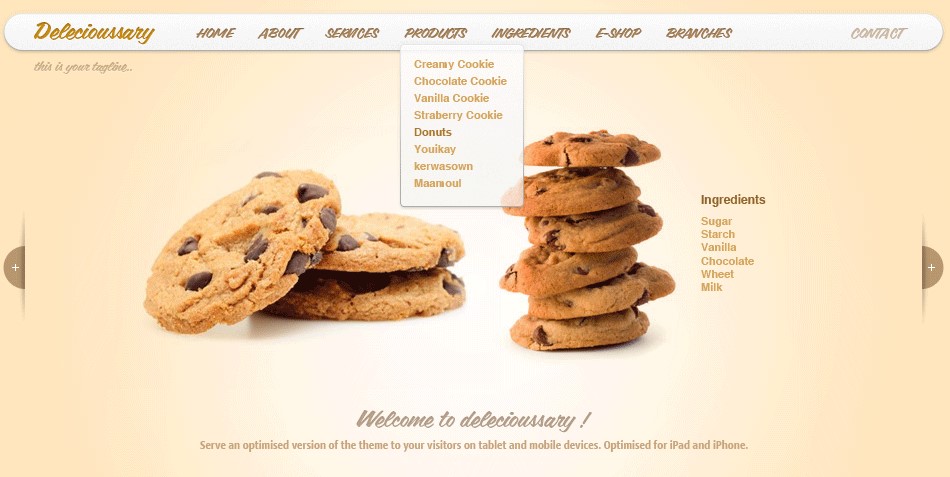 Delecioussary HOME ABOUT SERVICES PRODUCTS INGREDIENTS E-SHOP BRANCHES CONTACT
this is your tagline..
Creamy Cookie
Chocolate Cookie
Vanilla Cookie
Straberry Cookie
Donuts
Youikay
kerwasown
Maamoul
Ingredients
Sugar
Starch
Vanilla
Chocolate
Wheet
Milk
Welcome to delecioussary !
Serve an optimised version of the theme to your visitors on tablet and mobile devices. Optimised for iPad and iPhone.